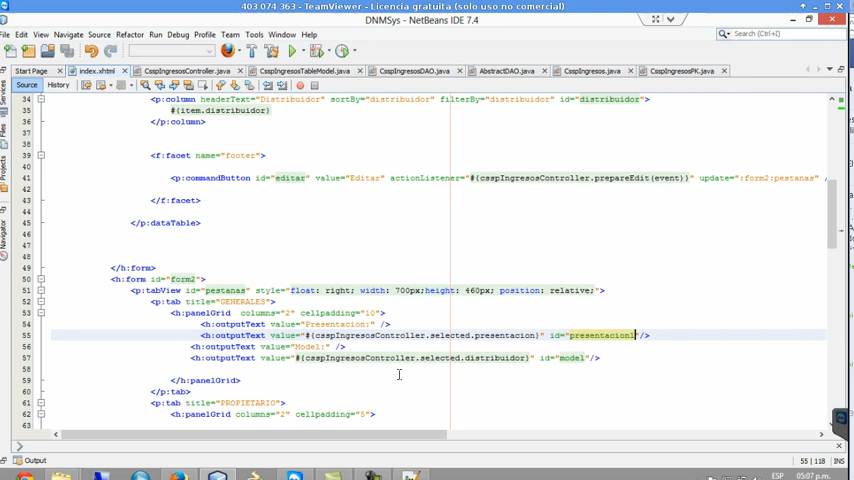 403 074 363 - TeamViewer - Licencia gratuita (solo uso no comercial)
DNMSys - NetBeans IDE 7.4
File Edit View Navigate Source Refactor Run Debug Profile Team Tools Window Help
Search (Ctrl+I)
Start Page index.xhtml CsspIngresosController.java CsspIngresosTableModel.java CsspIngresosDAO.java AbstractDAO.java CsspIngresos.java CsspIngresosPK.java
Source History
34 <p:column headerText="Distribuidor" sortBy="distribuidor" filterBy="distribuidor" id="distribuidor">
35 #{item.distribuidor}
36 </p:column>
37
38
39 <f:facet name="footer">
40
41 <p:commandButton id="editar" value="Editar" actionListener="#{csspIngresosController.prepareEdit(event)}" update=":form2:pestanas" /
42
43 </f:facet>
44
45 </p:dataTable>
46
47
48
49 </h:form>
50 <h:form id="form2">
51 <p:tabView id="pestanas" style="float: right; width: 700px;height: 460px; position: relative;">
52 <p:tab title="GENERALES">
53 <h:panelGrid columns="2" cellpadding="10">
54 <h:outputText value="Presentacion:" />
55 <h:outputText value="#{csspIngresosController.selected.presentacion}" id="presentacion1"/>
56 <h:outputText value="Model:" />
57 <h:outputText value="#{csspIngresosController.selected.distribuidor}" id="model"/>
58
59 </h:panelGrid>
60 </p:tab>
61 <p:tab title="PROPIETARIO">
62 <h:panelGrid columns="2" cellpadding="5">
63
Services
Files
Projects
Navigator
Output
55 | 118 INS
ESP 05:07 p.m.